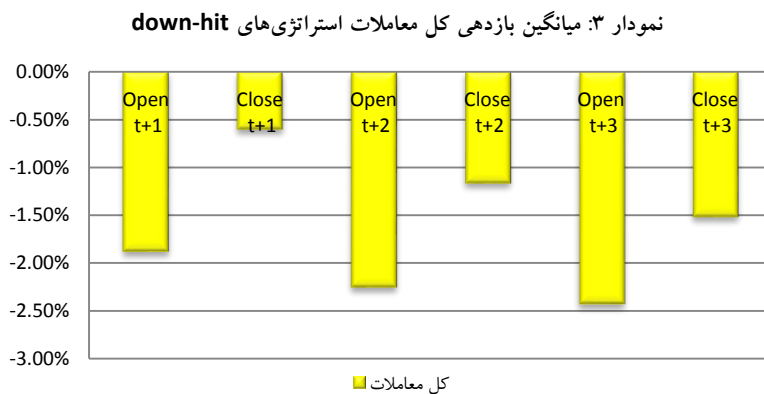 نمودار ۳: میانگین بازدهی کل معاملات استراتژی‌های down-hit
0.00%
-0.50%
-1.00%
-1.50%
-2.00%
-2.50%
-3.00%
Open
t+1
Close
t+1
Open
t+2
Close
t+2
Open
t+3
Close
t+3
کل معاملات